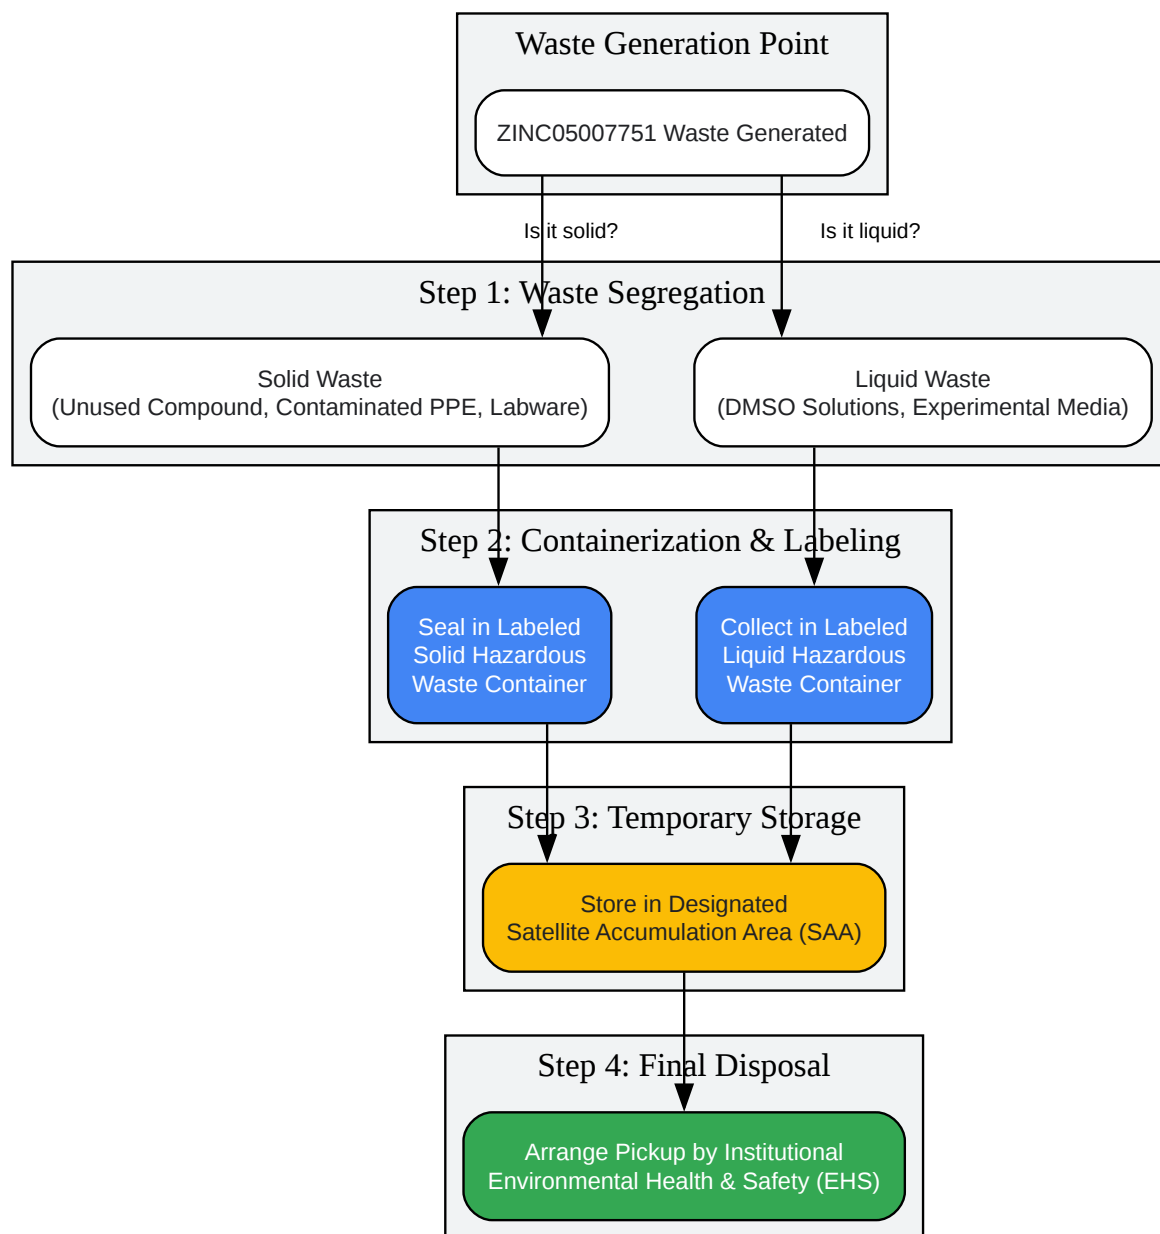 Waste Generation Point
ZINC05007751 Waste Generated
Is it solid?
Is it liquid?
Step 1: Waste Segregation
Solid Waste
(Unused Compound, Contaminated PPE, Labware)
Liquid Waste
(DMSO Solutions, Experimental Media)
Step 2: Containerization & Labeling
Seal in Labeled
Solid Hazardous
Waste Container
Collect in Labeled
Liquid Hazardous
Waste Container
Step 3: Temporary Storage
Store in Designated
Satellite Accumulation Area (SAA)
Step 4: Final Disposal
Arrange Pickup by Institutional
Environmental Health & Safety (EHS)